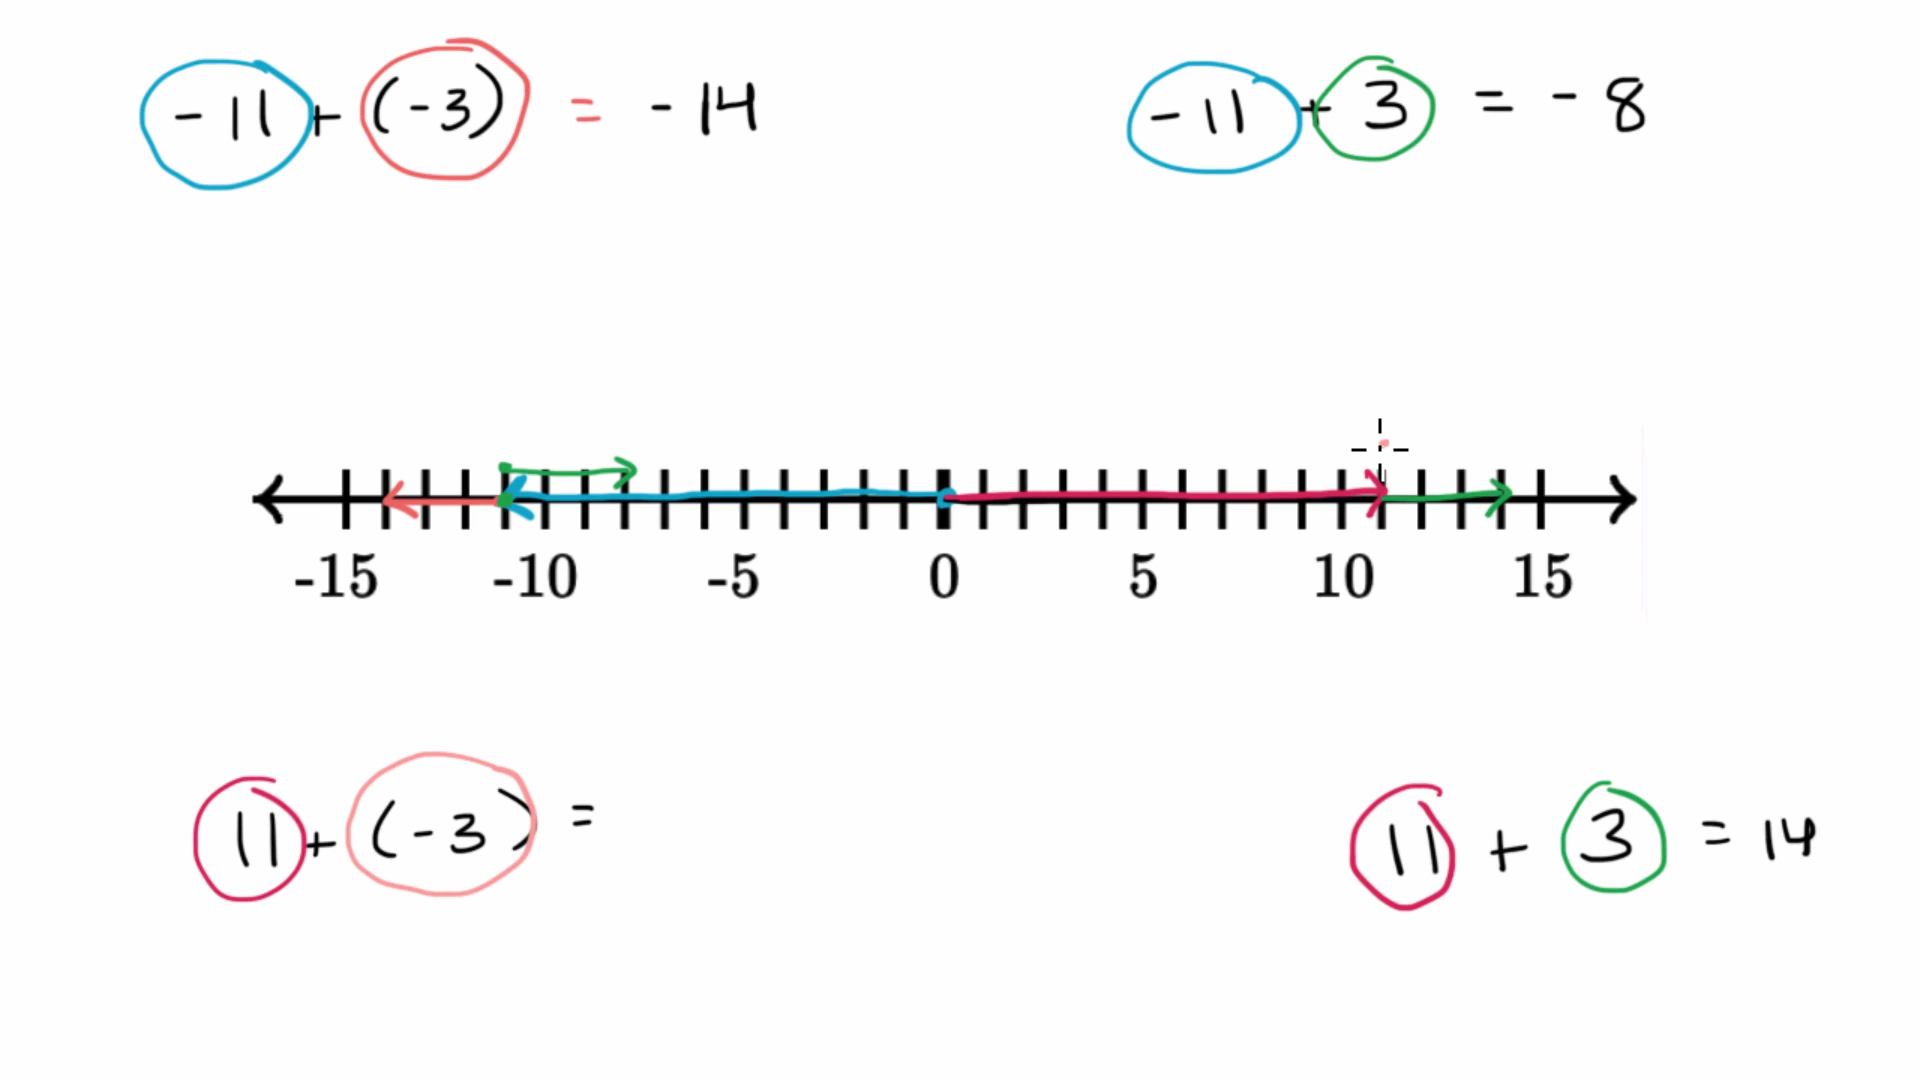 -11 + (-3) = -14
-11 + 3 = -8
-15 -10 -5 0 5 10 15
11 + (-3) =
11 + 3 = 14